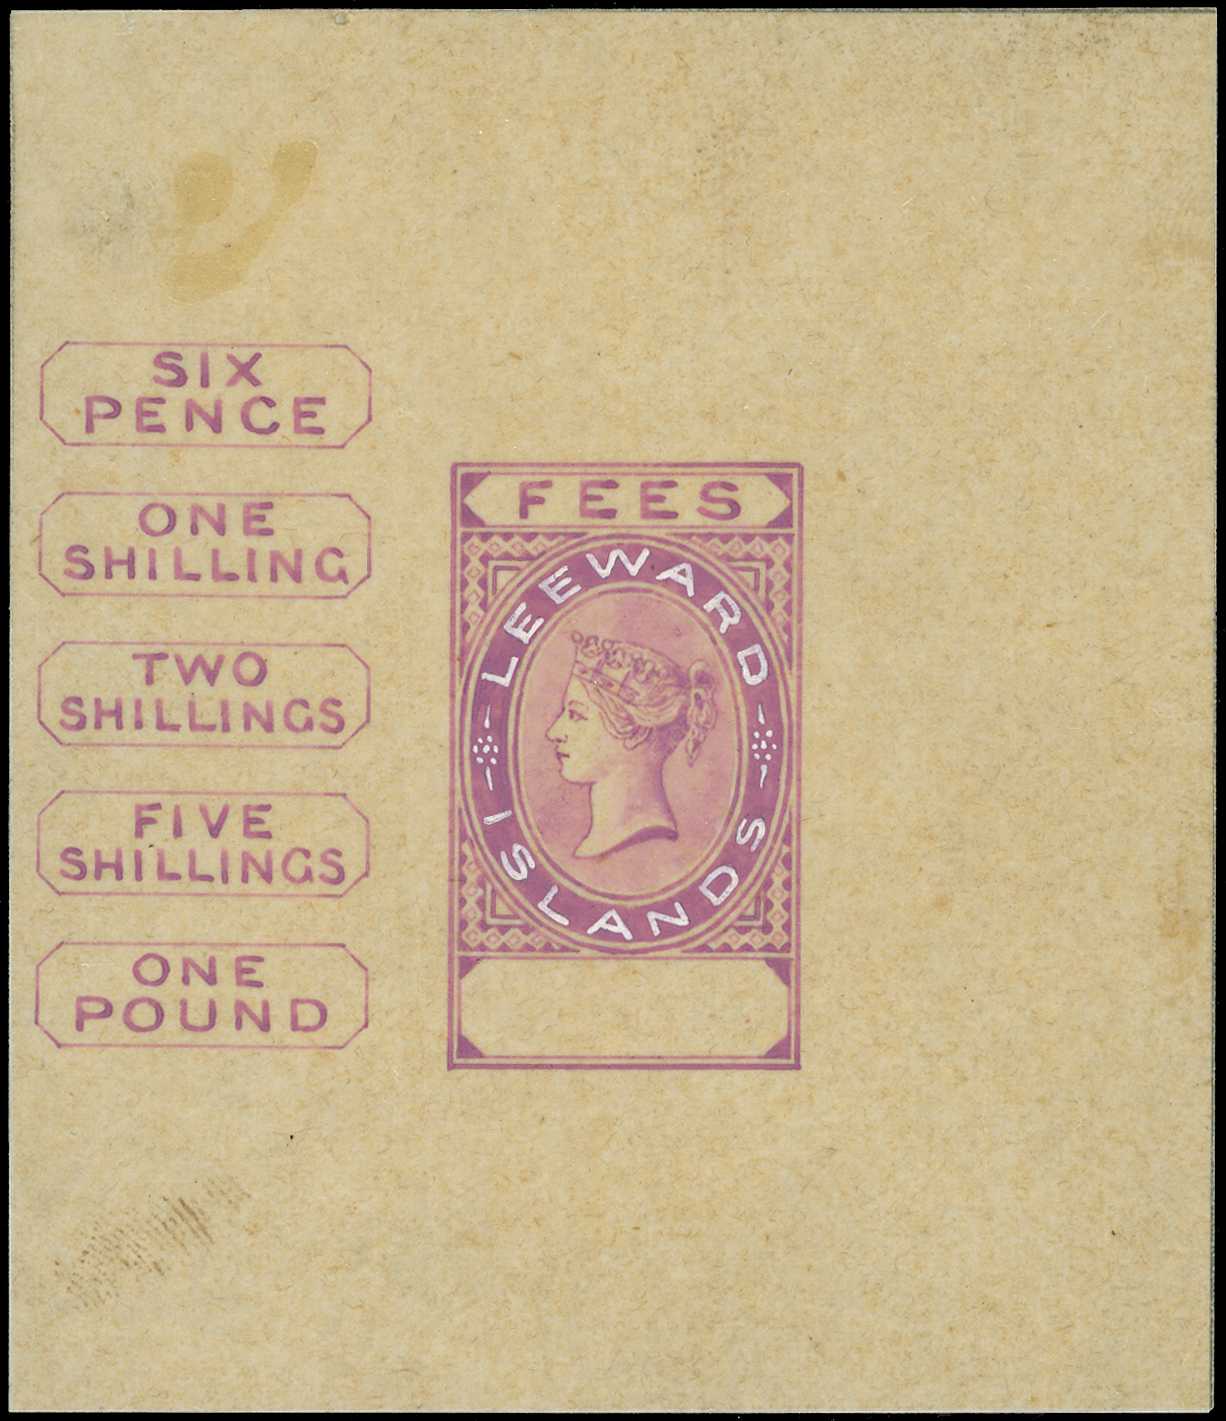 SIX
PENCE
ONE
SHILLING
TWO
SHILLINGS
FIVE
SHILLINGS
ONE
POUND
FEES
LEEWARD
ISLANDS